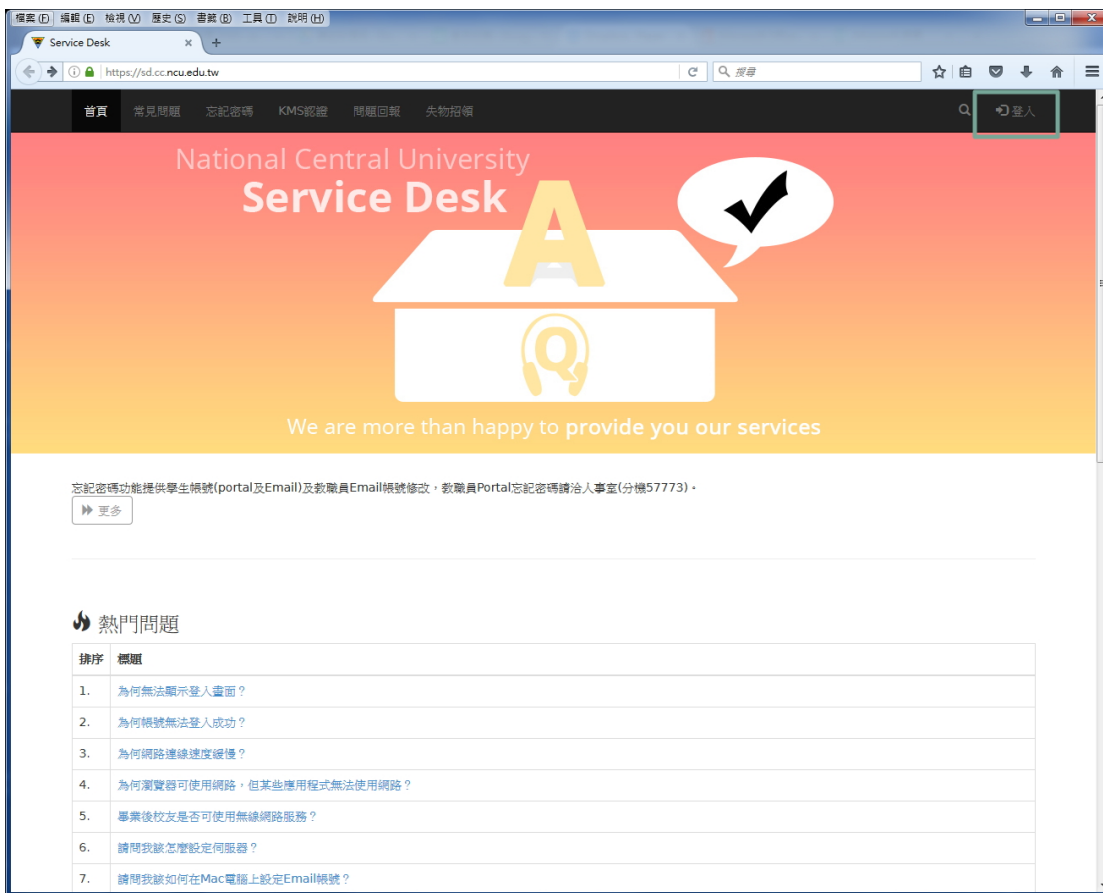 檔案(F) 編輯(E) 檢視(V) 歷史(S) 書籤(B) 工具(T) 說明(H)
Service Desk
https://sd.cc.ncu.edu.tw
搜尋
首頁 常見問題 忘記密碼 KMS認證 問題回報 失物招領 登入
National Central University
Service Desk
A
Q
We are more than happy to provide you our services
忘記密碼功能提供學生帳號(portal及Email)及教職員Email帳號修改，教職員Portal忘記密碼請洽人事室(分機57773)。
更多
熱門問題
排序 標題
1. 為何無法顯示登入畫面？
2. 為何帳號無法登入成功？
3. 為何網路連線速度緩慢？
4. 為何瀏覽器可使用網路，但某些應用程式無法使用網路？
5. 畢業後校友是否可使用無線網路服務？
6. 請問我該怎麼設定伺服器？
7. 請問我該如何在Mac電腦上設定Email帳號？